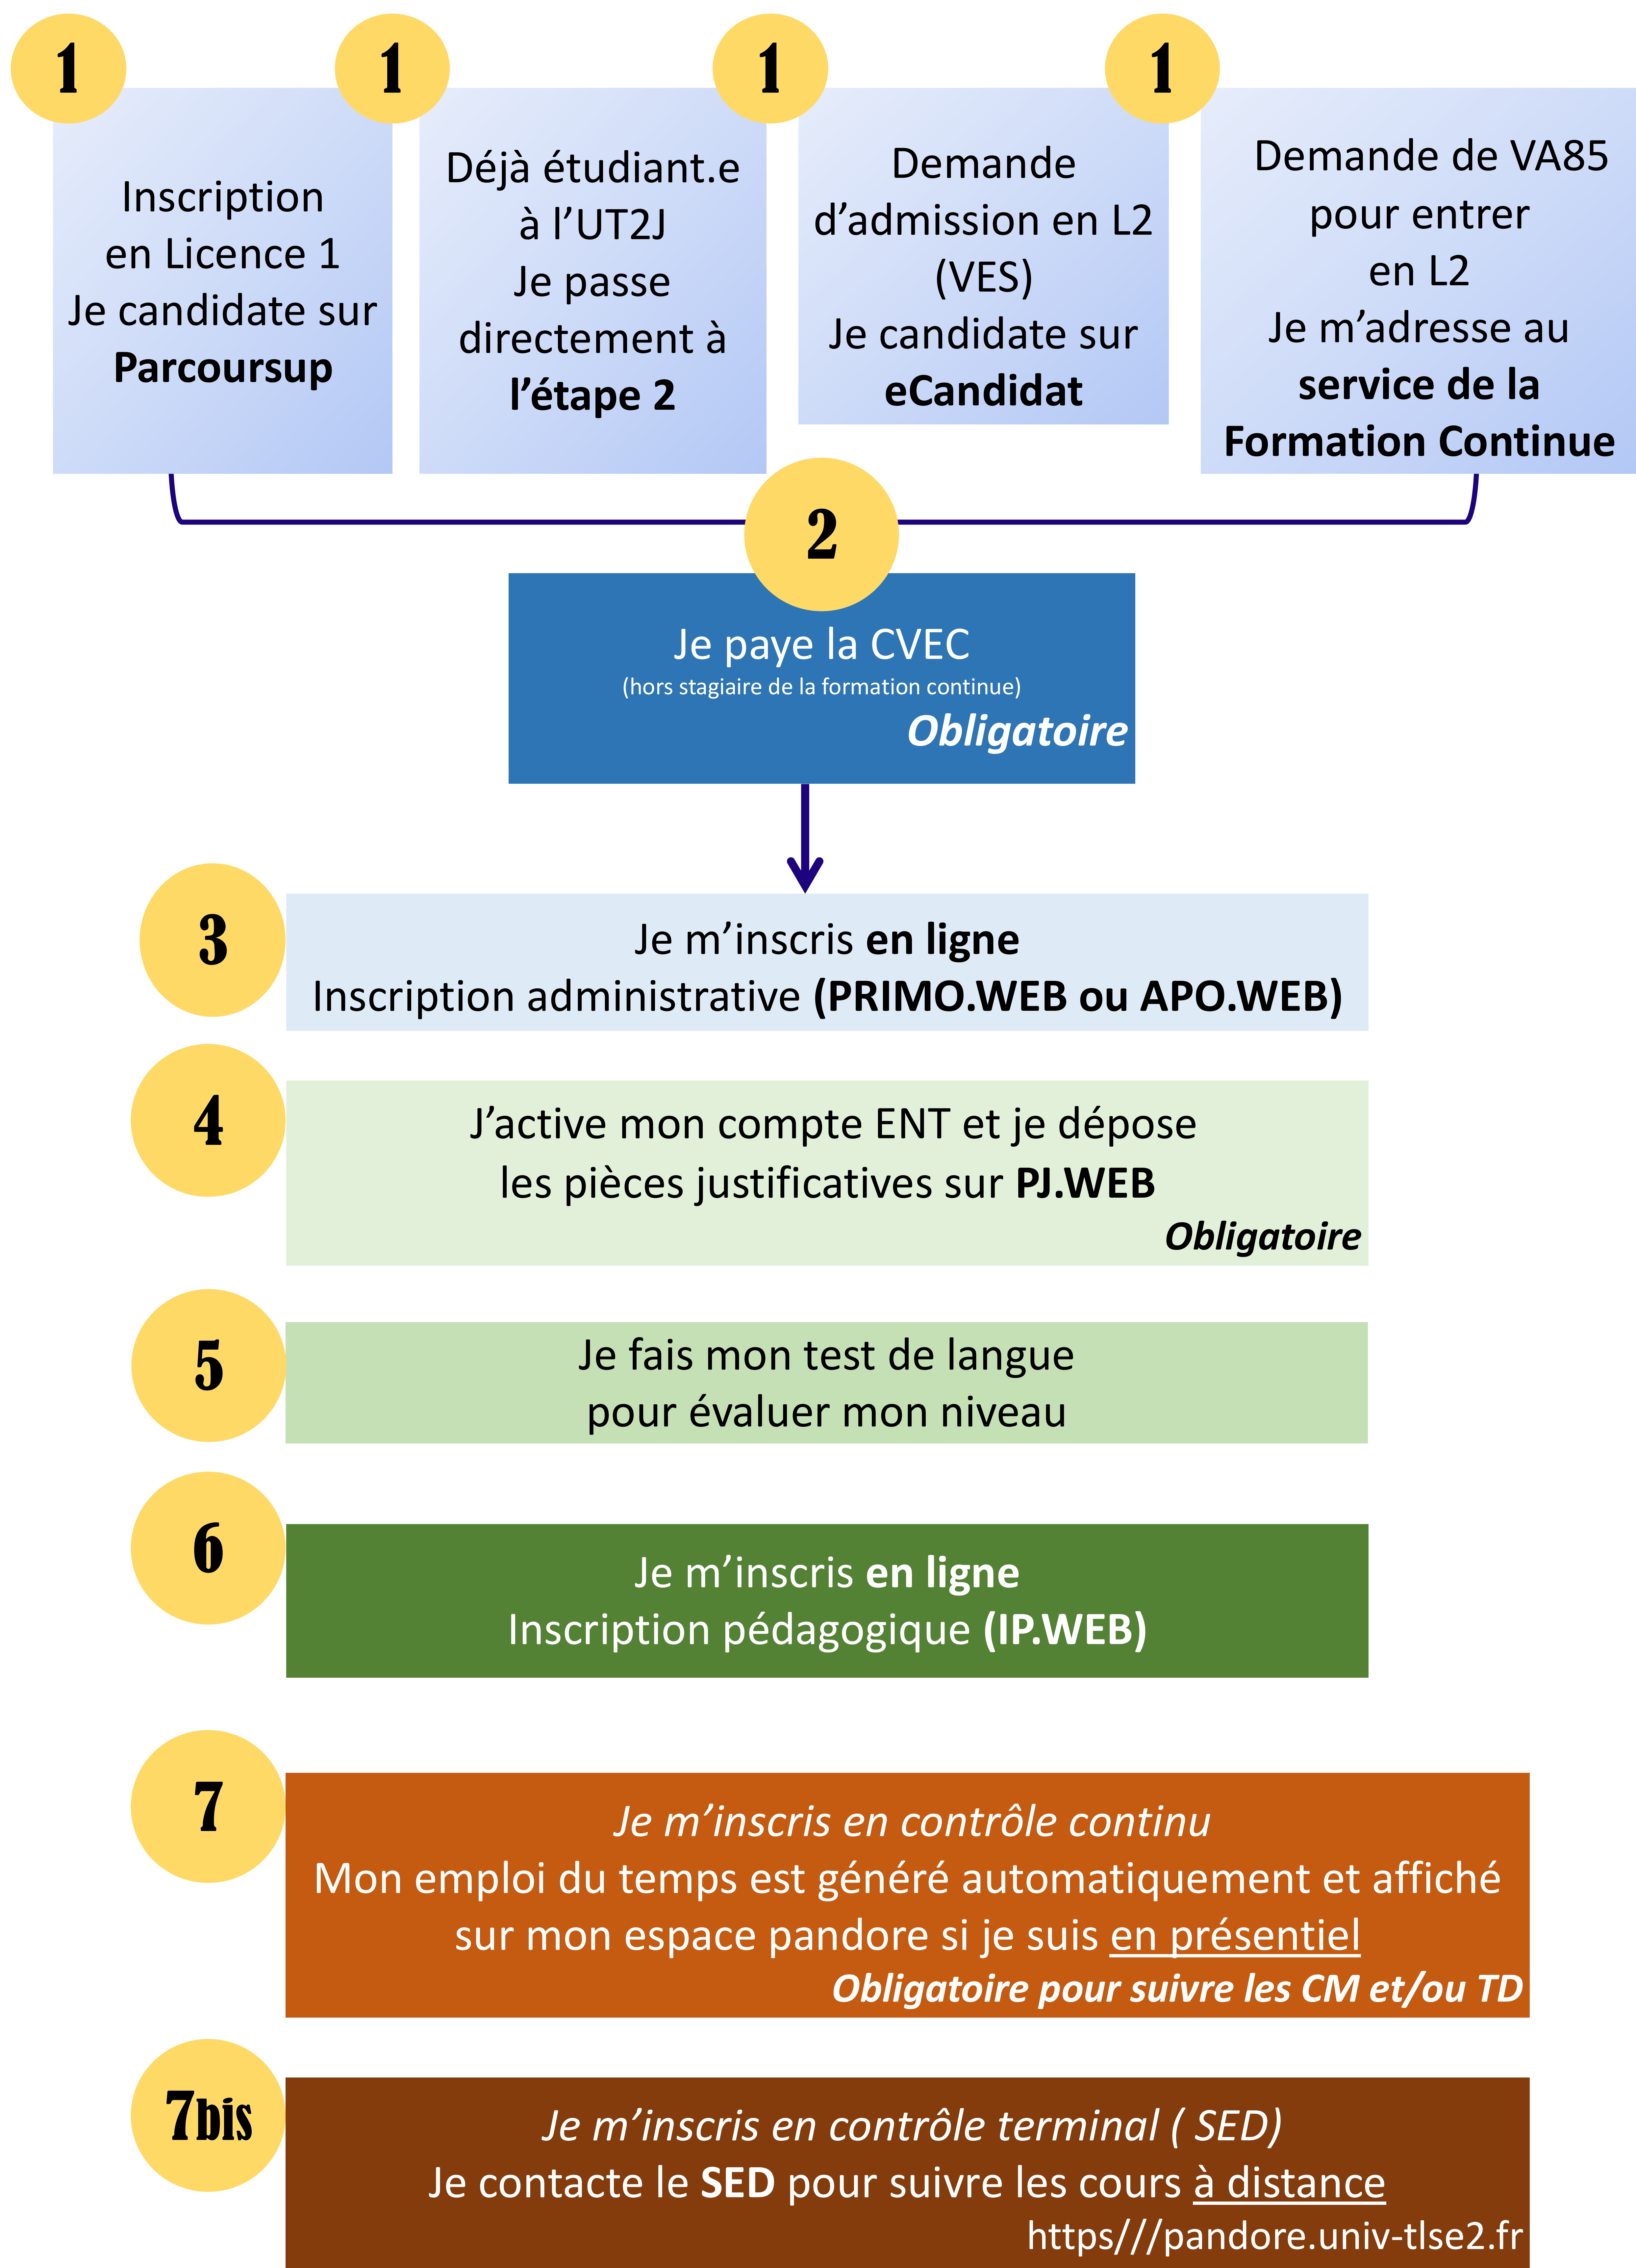 1
Inscription
en Licence 1
Je candidate sur
Parcoursup
1
Déjà étudiant.e
à l’UT2J
Je passe
directement à
l’étape 2
1
Demande
d’admission en L2
(VES)
Je candidate sur
eCandidat
1
Demande de VA85
pour entrer
en L2
Je m’adresse au
service de la
Formation Continue
2
Je paye la CVEC
(hors stagiaire de la formation continue)
Obligatoire
3
Je m’inscris en ligne
Inscription administrative (PRIMO.WEB ou APO.WEB)
4
J’active mon compte ENT et je dépose
les pièces justificatives sur PJ.WEB
Obligatoire
5
Je fais mon test de langue
pour évaluer mon niveau
6
Je m’inscris en ligne
Inscription pédagogique (IP.WEB)
7
Je m’inscris en contrôle continu
Mon emploi du temps est généré automatiquement et affiché
sur mon espace pandore si je suis en présentiel
Obligatoire pour suivre les CM et/ou TD
7bis
Je m’inscris en contrôle terminal ( SED)
Je contacte le SED pour suivre les cours à distance
https///pandore.univ-tlse2.fr